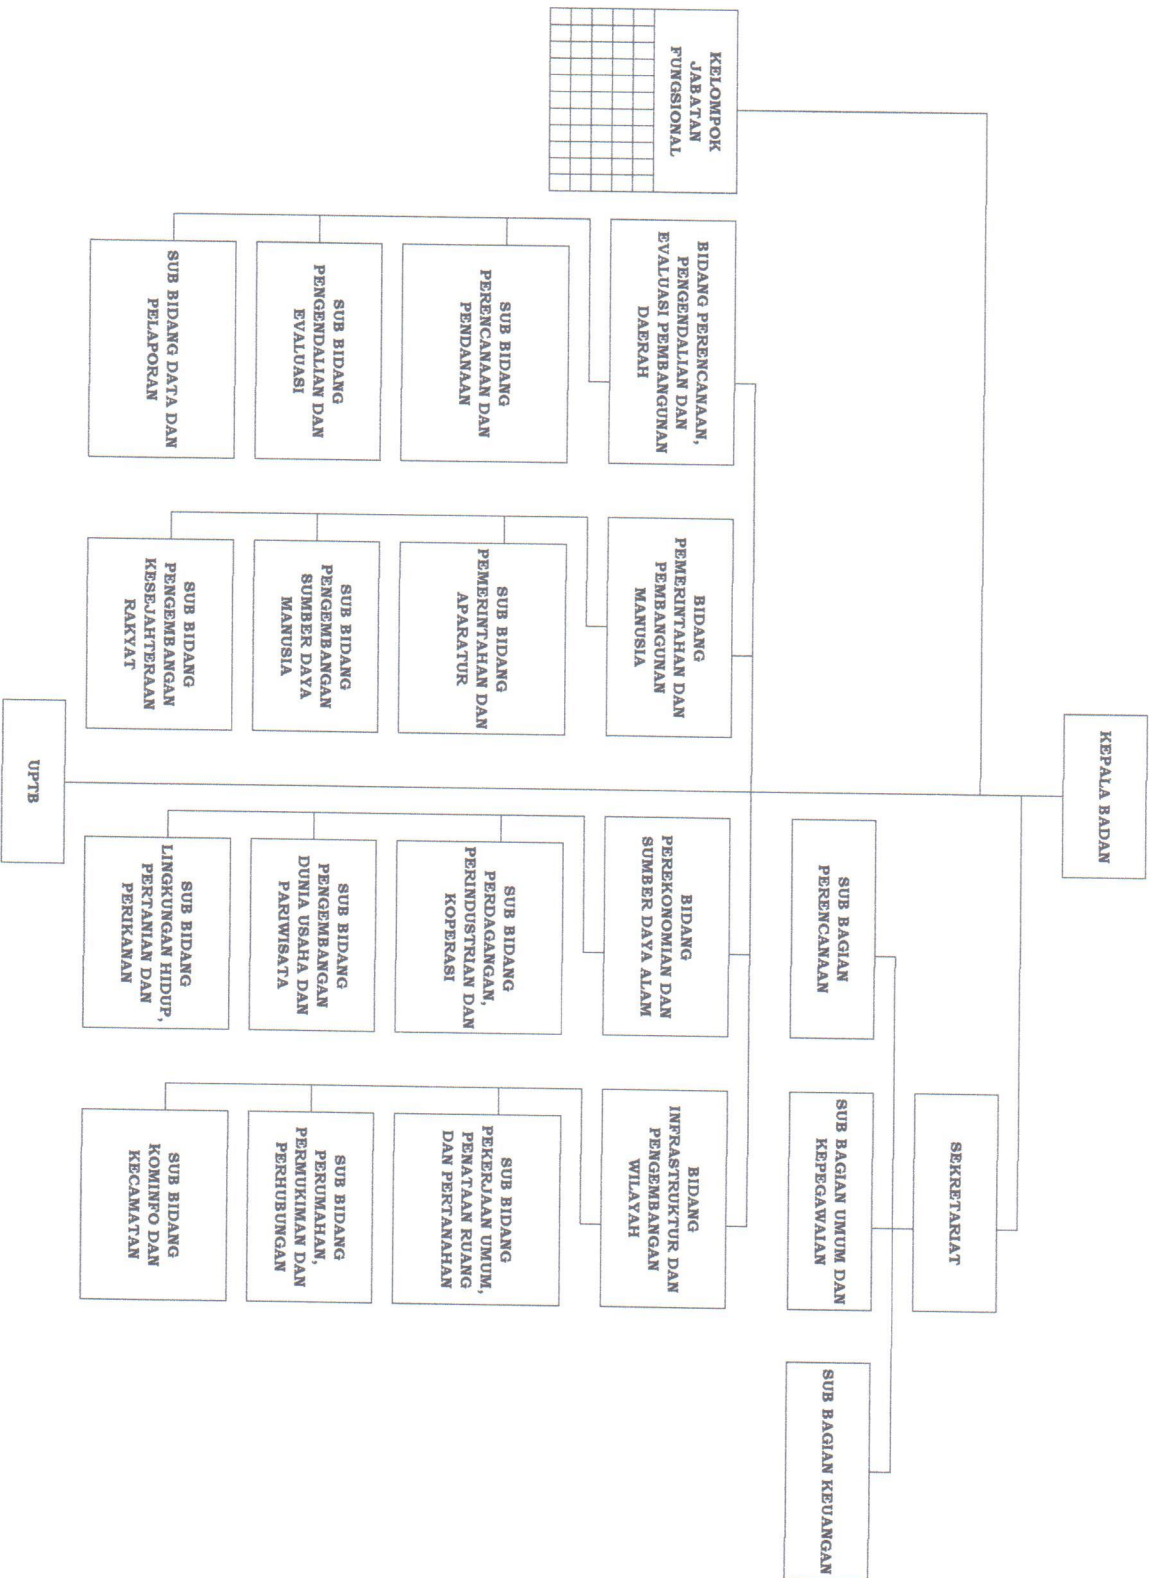 KEPALA BADAN
SEKRETARIAT
SUB BAGIAN
PERENCANAAN
SUB BAGIAN UMUM DAN
KEPEGAWAIAN
SUB BAGIAN KEUANGAN
KELOMPOK
JABATAN
FUNGSIONAL
BIDANG PERENCANAAN,
PENGENDALIAN DAN
EVALUASI PEMBANGUNAN
DAERAH
SUB BIDANG
PERENCANAAN DAN
PENDANAAN
SUB BIDANG
PENGENDALIAN DAN
EVALUASI
SUB BIDANG DATA DAN
PELAPORAN
BIDANG
PEMERINTAHAN DAN
PEMBANGUNAN
MANUSIA
SUB BIDANG
PEMERINTAHAN DAN
APARATUR
SUB BIDANG
PENGEMBANGAN
SUMBER DAYA
MANUSIA
SUB BIDANG
PENGEMBANGAN
KESEJAHTERAAN
RAKYAT
BIDANG
PEREKONOMIAN DAN
SUMBER DAYA ALAM
SUB BIDANG
PERDAGANGAN,
PERINDUSTRIAN DAN
KOPERASI
SUB BIDANG
PENGEMBANGAN
DUNIA USAHA DAN
PARIWISATA
SUB BIDANG
LINGKUNGAN HIDUP,
PERTANIAN DAN
PERIKANAN
BIDANG
INFRASTRUKTUR DAN
PENGEMBANGAN
WILAYAH
SUB BIDANG
PEKERJAAN UMUM,
PENATAAN RUANG
DAN PERTANAHAN
SUB BIDANG
PERUMAHAN,
PERMUKIMAN DAN
PERHUBUNGAN
SUB BIDANG
KOMINFO DAN
KECAMATAN
UPTB